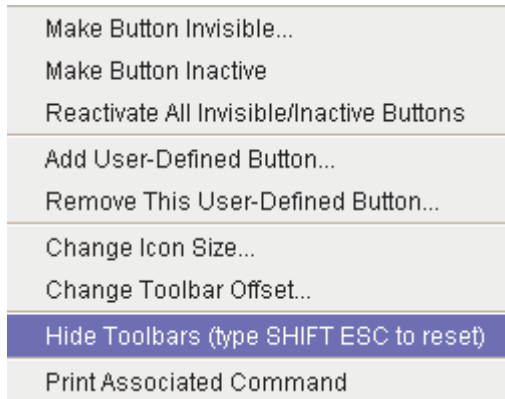 Make Button Invisible...
Make Button Inactive
Reactivate All Invisible/Inactive Buttons
Add User-Defined Button...
Remove This User-Defined Button...
Change Icon Size...
Change Toolbar Offset...
Hide Toolbars (type SHIFT ESC to reset)
Print Associated Command